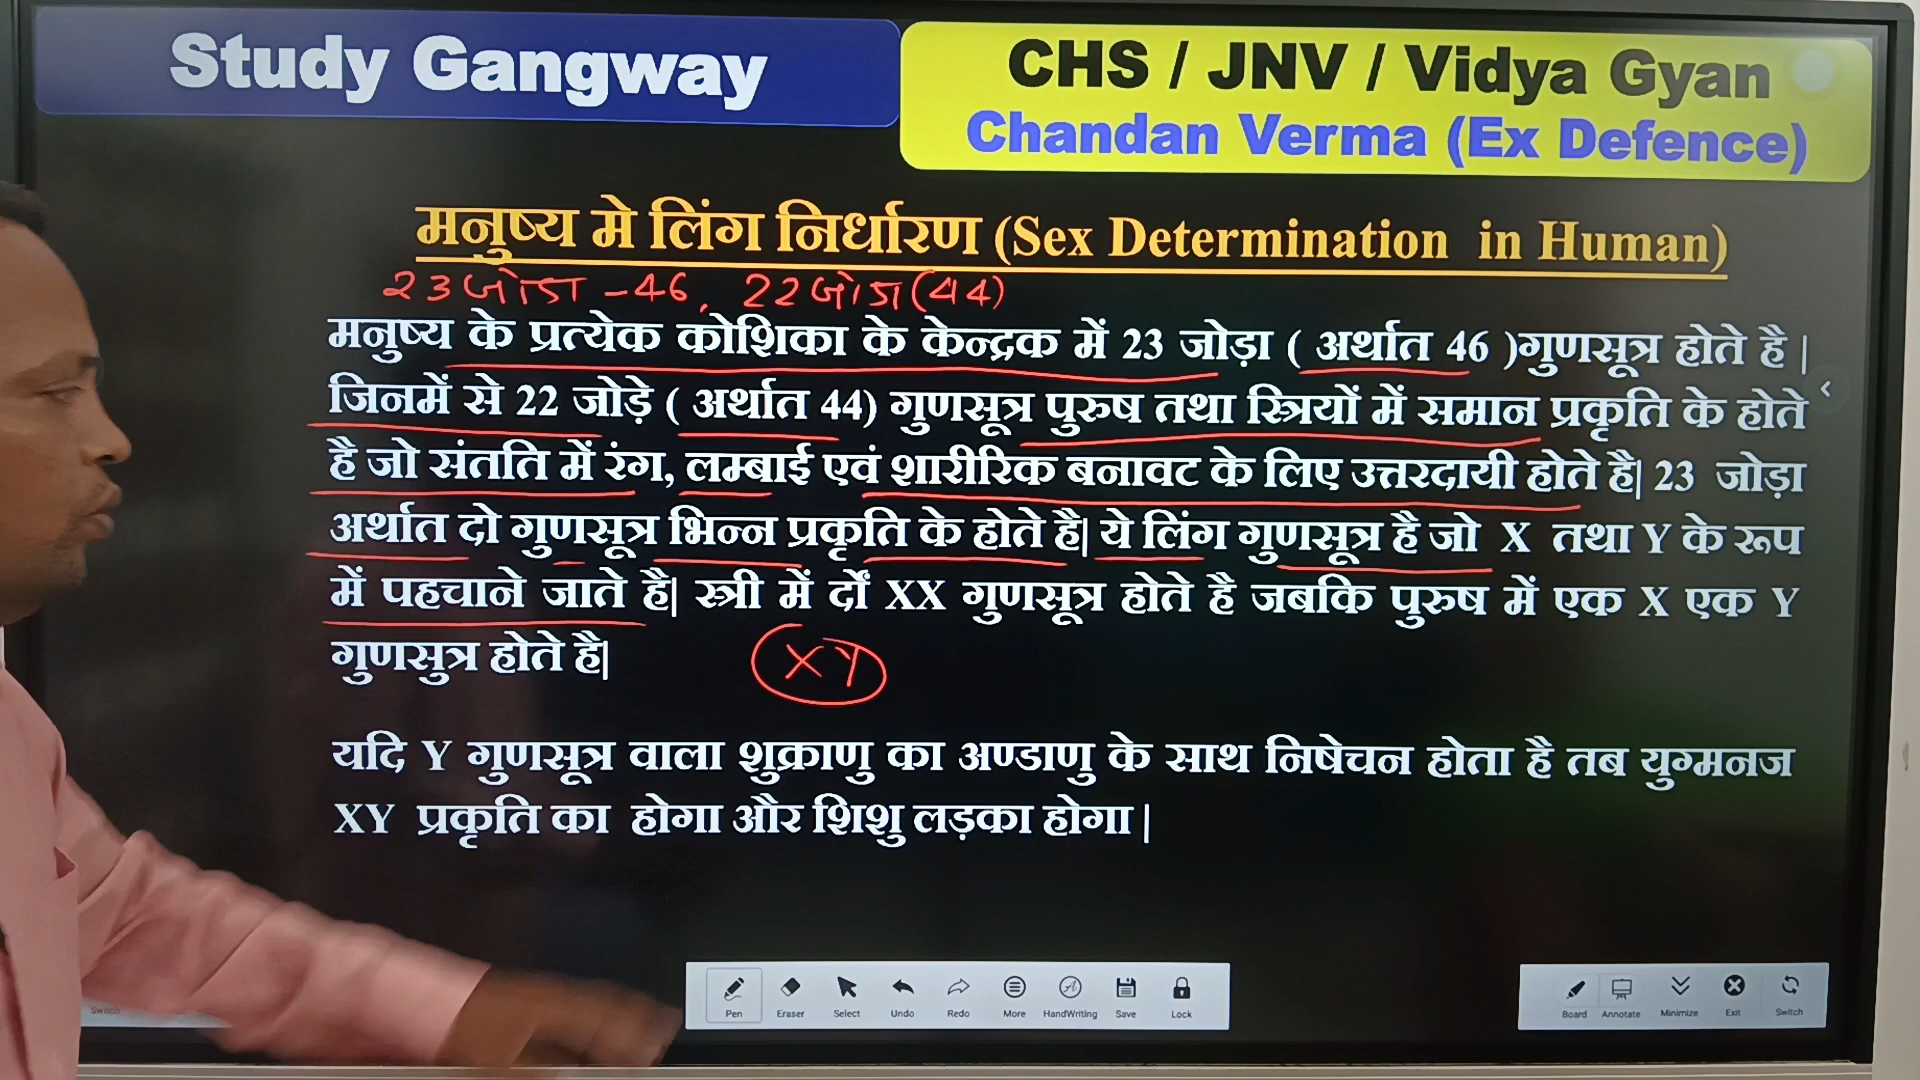 Study Gangway
CHS / JNV / Vidya Gyan
Chandan Verma (Ex Defence)
मनुष्य मे लिंग निर्धारण (Sex Determination in Human)
23 जोडा - 46, 22 जोडा (44)
मनुष्य के प्रत्येक कोशिका के केन्द्रक में 23 जोड़ा ( अर्थात 46 )गुणसूत्र होते है |
जिनमें से 22 जोड़े ( अर्थात 44) गुणसूत्र पुरुष तथा स्त्रियों में समान प्रकृति के होते
है जो संतति में रंग, लम्बाई एवं शारीरिक बनावट के लिए उत्तरदायी होते है| 23 जोड़ा
अर्थात दो गुणसूत्र भिन्न प्रकृति के होते है| ये लिंग गुणसूत्र है जो X तथा Y के रूप
में पहचाने जाते है| स्त्री में दों XX गुणसूत्र होते है जबकि पुरुष में एक X एक Y
गुणसुत्र होते है|
XY
यदि Y गुणसूत्र वाला शुक्राणु का अण्डाणु के साथ निषेचन होता है तब युग्मनज
XY प्रकृति का होगा और शिशु लड़का होगा |
Pen Eraser Select Undo Redo More HandWriting Save Lock
Board Annotate Minimize Exit Switch
Switch